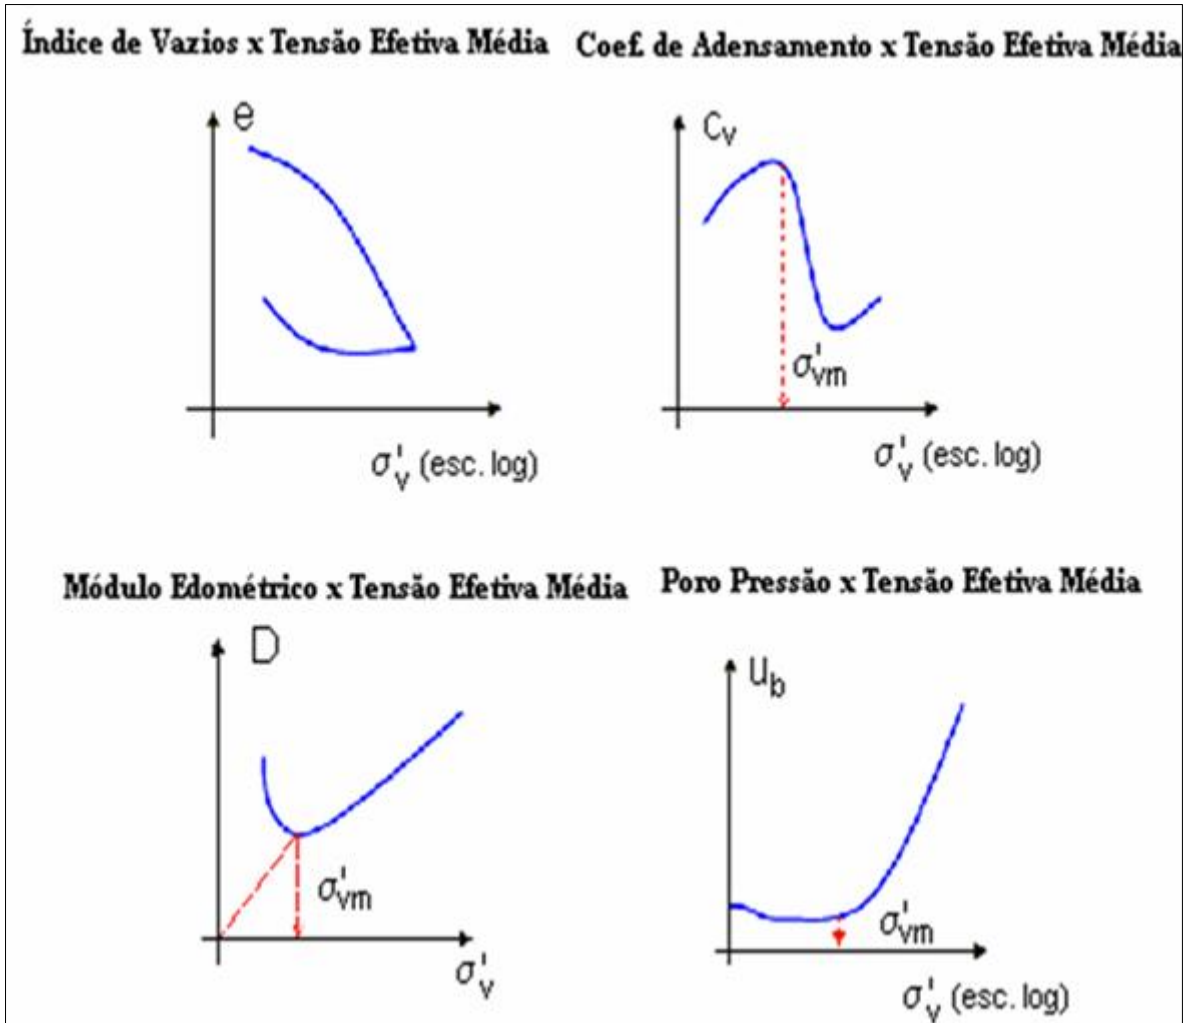 Índice de Vazios x Tensão Efetiva Média
Coef. de Adensamento x Tensão Efetiva Média
e
σ'v (esc. log)
Cv
σ'vm
σ'v (esc. log)
Módulo Edométrico x Tensão Efetiva Média
Poro Pressão x Tensão Efetiva Média
D
σ'vm
σ'v
Ub
σ'vm
σ'v (esc. log)